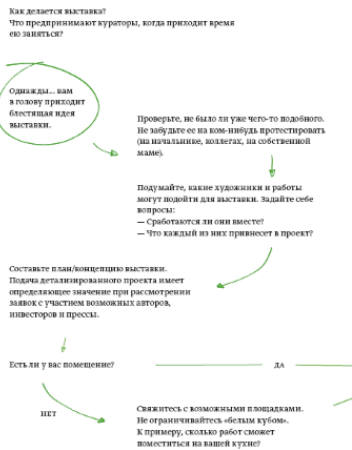 Как делается выставка?
Что предпринимают кураторы, когда приходит время
ею заняться?
Однажды... вам
в голову приходит
блестящая идея
выставки.
Проверьте, не было ли уже чего-то подобного.
Не забудьте ее на ком-нибудь протестировать
(на начальнике, коллегах, на собственной
маме).
Подумайте, какие художники и работы
могут подойти для выставки. Задайте себе
вопросы:
— Сработаются ли они вместе?
— Что каждый из них привнесет в проект?
Составьте план/концепцию выставки.
Подача детализированного проекта имеет
определяющее значение при рассмотрении
заявок с участием возможных авторов,
инвесторов и прессы.
Есть ли у вас помещение?
ДА
НЕТ
Свяжитесь с возможными площадками.
Не ограничивайтесь «белым кубом».
К примеру, сколько работ сможет
поместиться на вашей кухне?